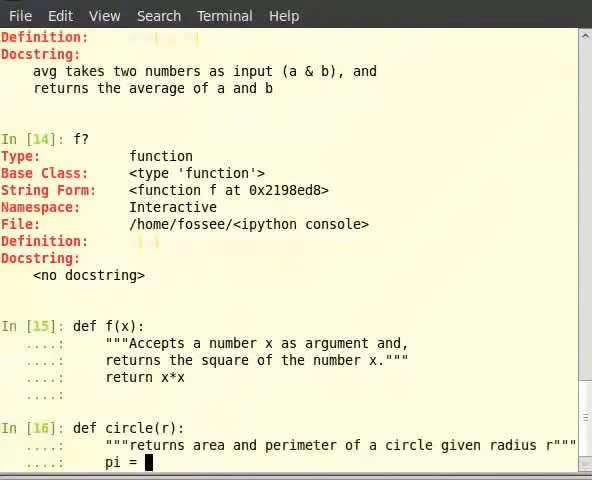 File Edit View Search Terminal Help
Definition:
Docstring:
    avg takes two numbers as input (a & b), and
    returns the average of a and b
In [14]: f?
Type:           function
Base Class:     <type 'function'>
String Form:    <function f at 0x2198ed8>
Namespace:      Interactive
File:           /home/fossee/<ipython console>
Definition:
Docstring:
    <no docstring>
In [15]: def f(x):
   ....:     """Accepts a number x as argument and,
   ....:     returns the square of the number x."""
   ....:     return x*x
   ....:
In [16]: def circle(r):
   ....:     """returns area and perimeter of a circle given radius r"""
   ....:     pi =